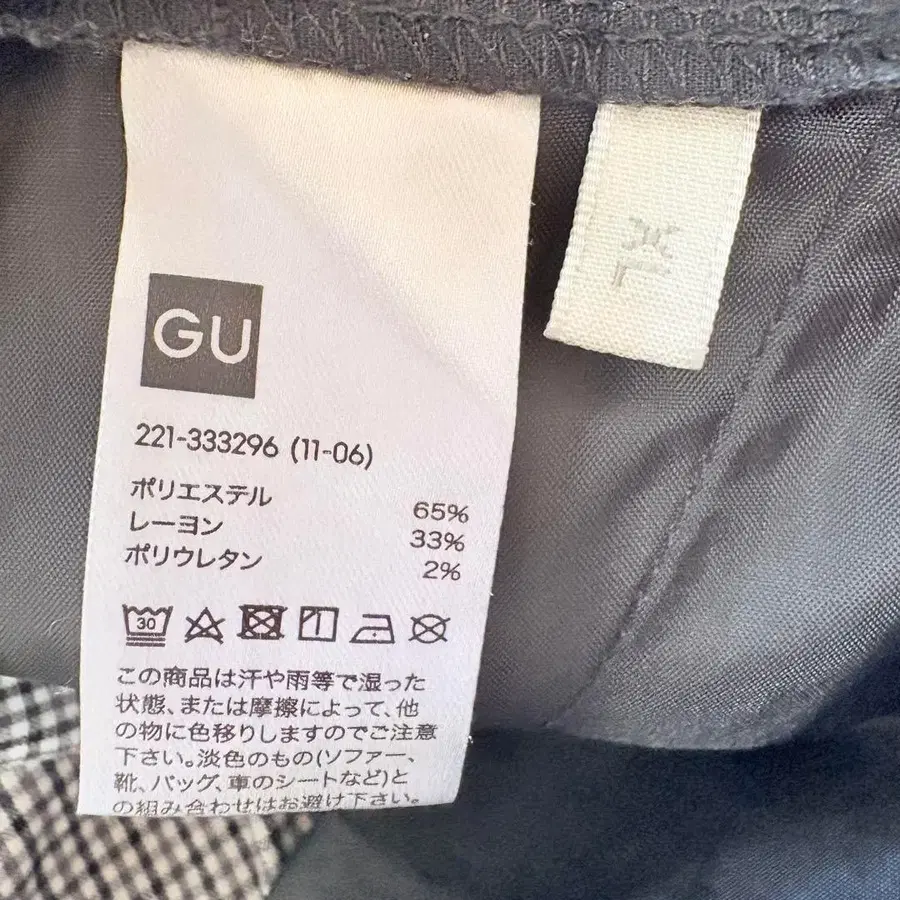 GU
XL
221-333296 (11-06)
ポリエステル 65%
レーヨン 33%
ポリウレタン 2%
30
この商品は汗や雨等で湿った
状態、または摩擦によって、他
の物に色移りしますのでご注意
下さい。淡色のもの(ソファー、
靴、バッグ、車のシートなど)と
の組み合わせはお避け下さい。